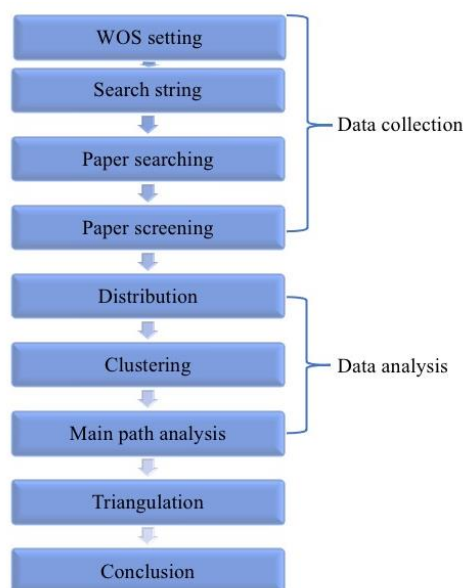 WOS setting
Search string
Data collection
Paper searching
Paper screening
Distribution
Clustering
Data analysis
Main path analysis
Triangulation
Conclusion